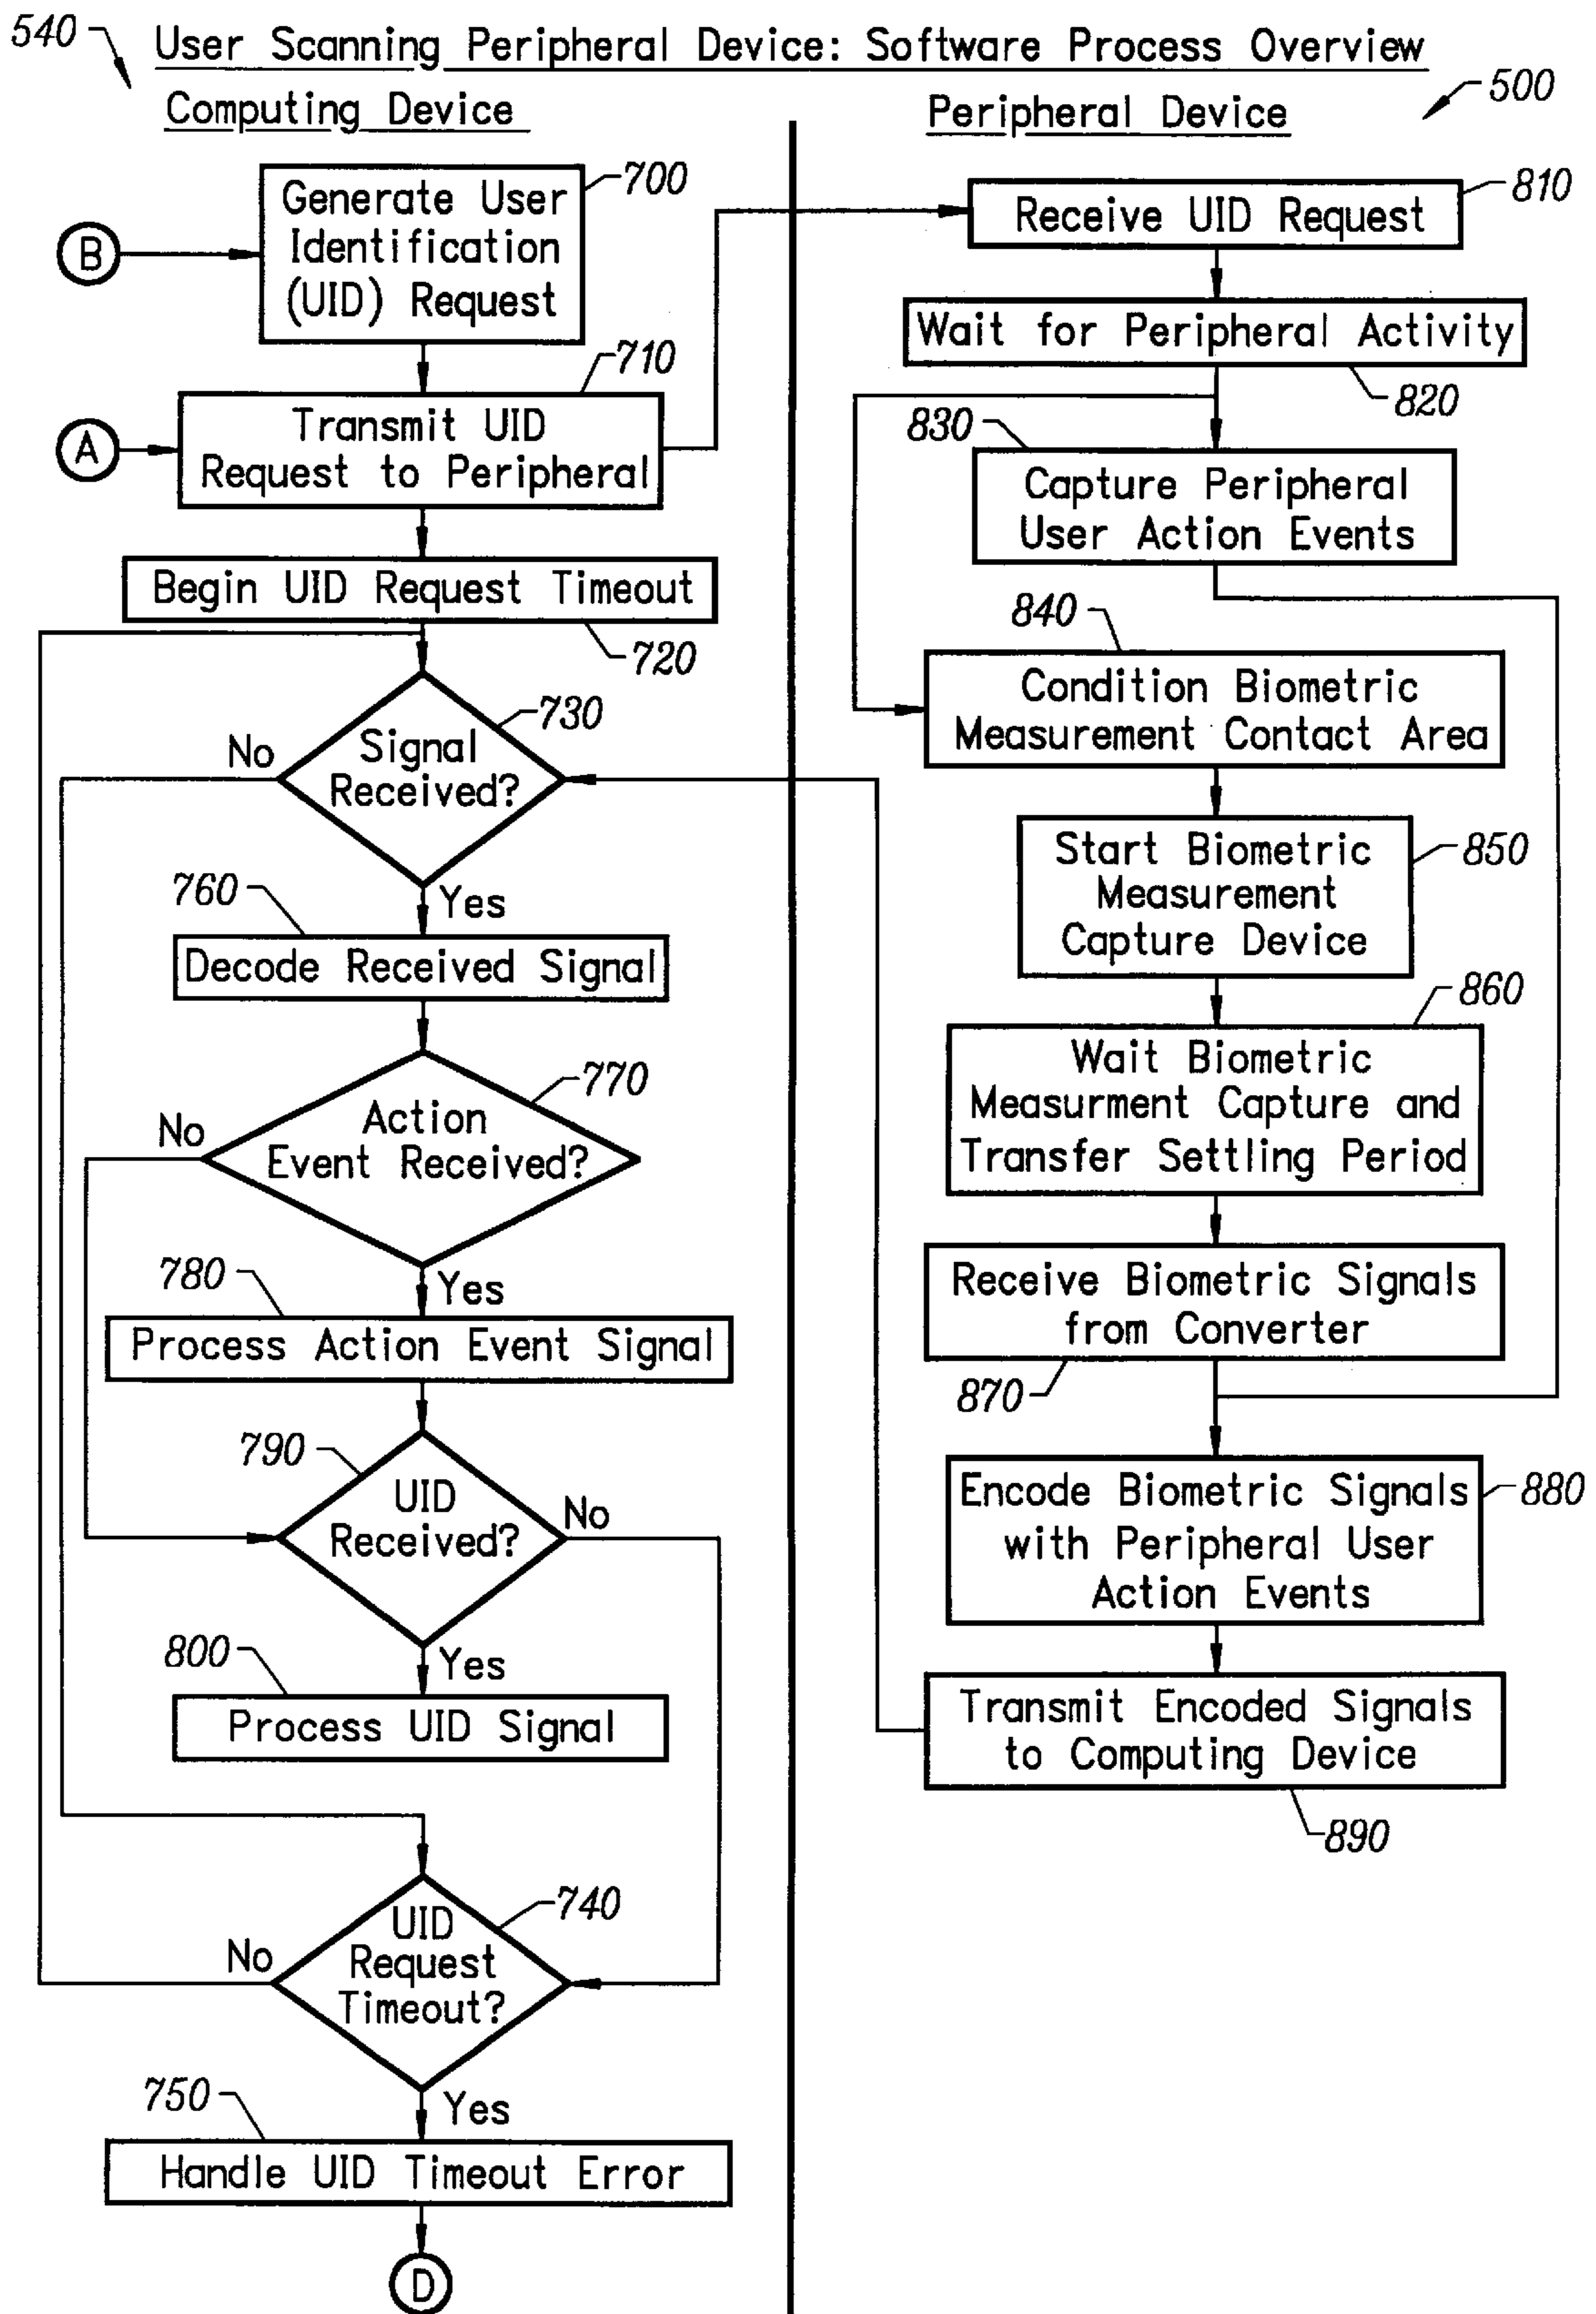 540
User Scanning Peripheral Device: Software Process Overview
Computing Device
Peripheral Device
500
B
Generate User
Identification
(UID) Request
700
A
Transmit UID
Request to Peripheral
710
Begin UID Request Timeout
720
Signal
Received?
730
No
Yes
760
Decode Received Signal
Action
Event Received?
770
No
Yes
780
Process Action Event Signal
790
UID
Received?
No
Yes
800
Process UID Signal
UID
Request
Timeout?
740
No
Yes
750
Handle UID Timeout Error
D
Receive UID Request
810
Wait for Peripheral Activity
820
830
Capture Peripheral
User Action Events
840
Condition Biometric
Measurement Contact Area
Start Biometric
Measurement
Capture Device
850
860
Wait Biometric
Measurment Capture and
Transfer Settling Period
Receive Biometric Signals
from Converter
870
Encode Biometric Signals
with Peripheral User
Action Events
880
Transmit Encoded Signals
to Computing Device
890